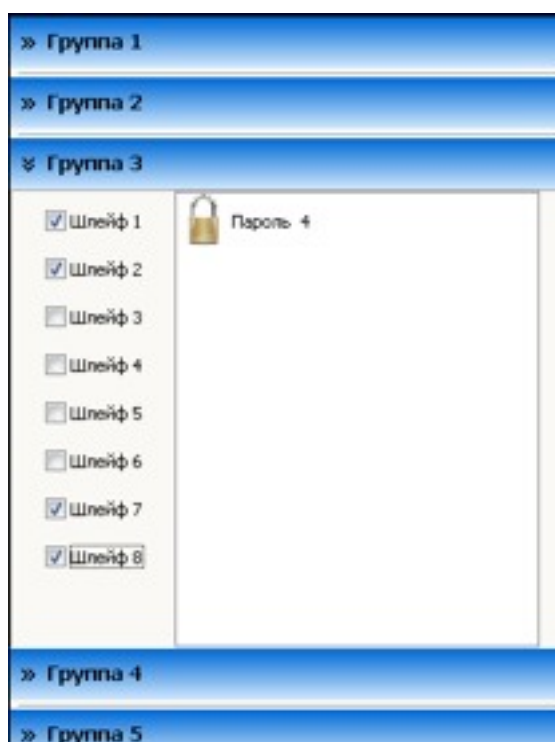 » Группа 1
» Группа 2
Группа 3
Шлейф 1
Шлейф 2
Шлейф 3
Шлейф 4
Шлейф 5
Шлейф 6
Шлейф 7
Шлейф 8
Пароль 4
» Группа 4
» Группа 5